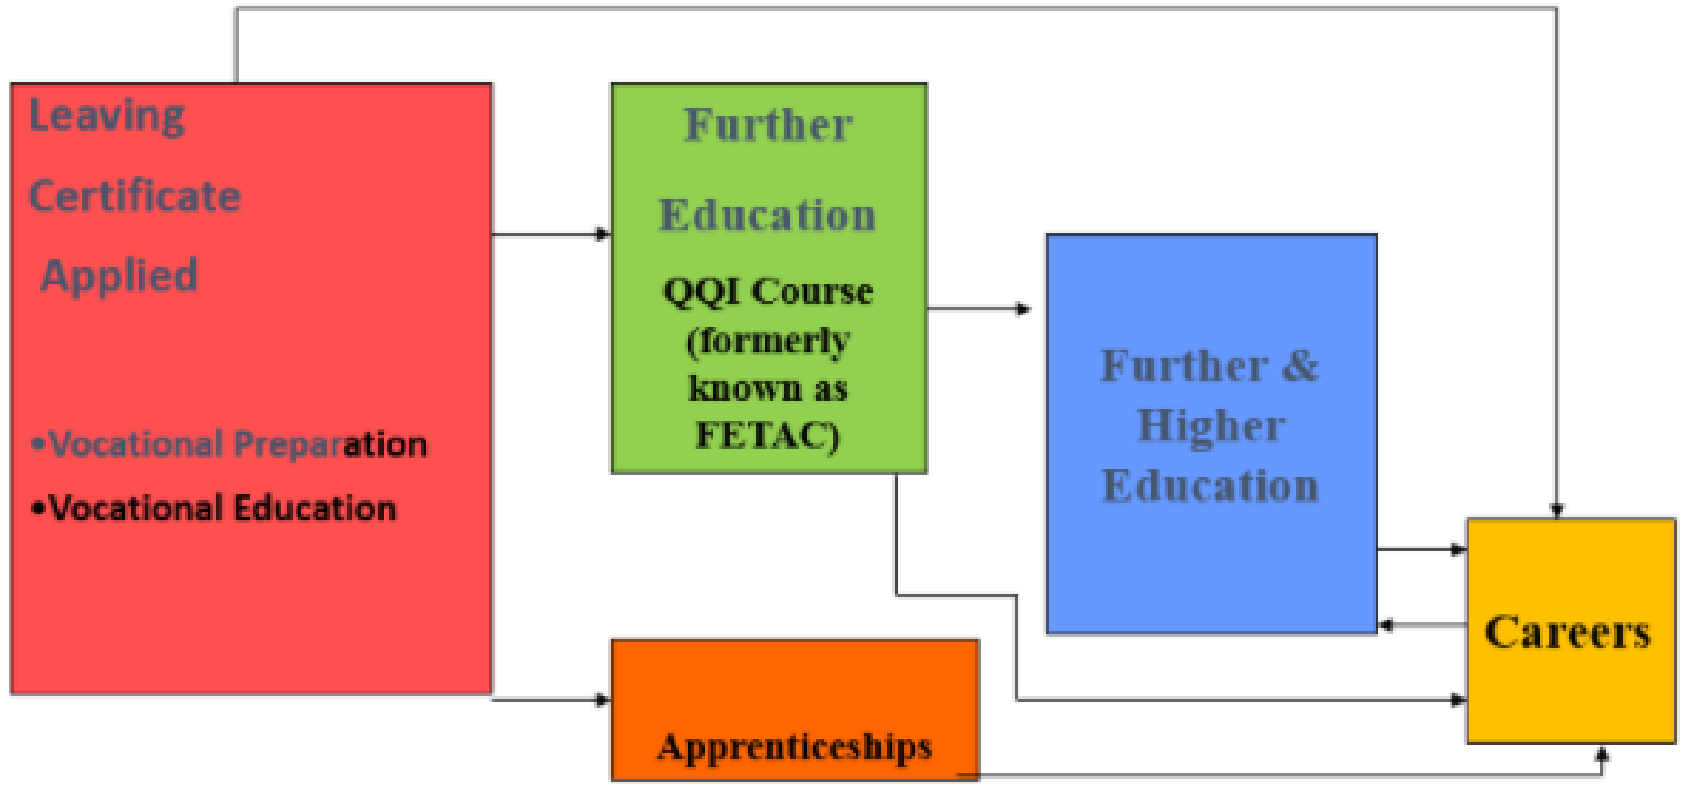 Leaving
Certificate
Applied
•Vocational Preparation
•Vocational Education
Further
Education
QQI Course
(formerly
known as
FETAC)
Further &
Higher
Education
Careers
Apprenticeships